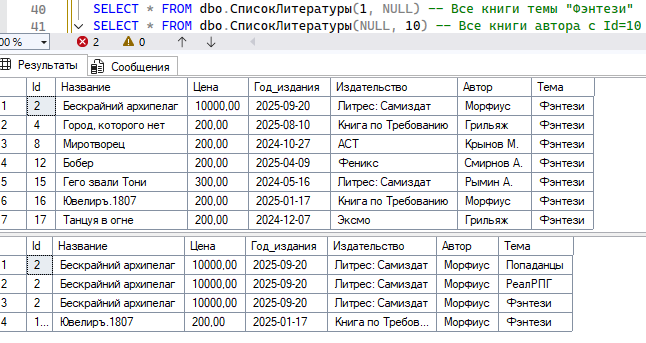 40 SELECT * FROM dbo.СписокЛитературы(1, NULL) -- Все книги темы "Фэнтези"
41 SELECT * FROM dbo.СписокЛитературы(NULL, 10) -- Все книги автора с Id=10
00 % 2 0
Результаты Сообщения
Id Название Цена Год_издания Издательство Автор Тема
1 2 Бескрайний архипелаг 10000,00 2025-09-20 Литрес: Самиздат Морфиус Фэнтези
2 4 Город, которого нет 200,00 2025-08-10 Книга по Требованию Грильяж Фэнтези
3 8 Миротворец 200,00 2024-10-27 АСТ Крынов М. Фэнтези
4 12 Бобер 200,00 2025-04-09 Феникс Смирнов А. Фэнтези
5 15 Гего звали Тони 300,00 2024-05-16 Литрес: Самиздат Рымин А. Фэнтези
6 16 Ювелиръ.1807 200,00 2025-01-17 Книга по Требованию Морфиус Фэнтези
7 17 Танцуя в огне 200,00 2024-12-07 Эксмо Грильяж Фэнтези
Id Название Цена Год_издания Издательство Автор Тема
1 2 Бескрайний архипелаг 10000,00 2025-09-20 Литрес: Самиздат Морфиус Попаданцы
2 2 Бескрайний архипелаг 10000,00 2025-09-20 Литрес: Самиздат Морфиус РеалРПГ
3 2 Бескрайний архипелаг 10000,00 2025-09-20 Литрес: Самиздат Морфиус Фэнтези
4 1... Ювелиръ.1807 200,00 2025-01-17 Книга по Требов... Морфиус Фэнтези